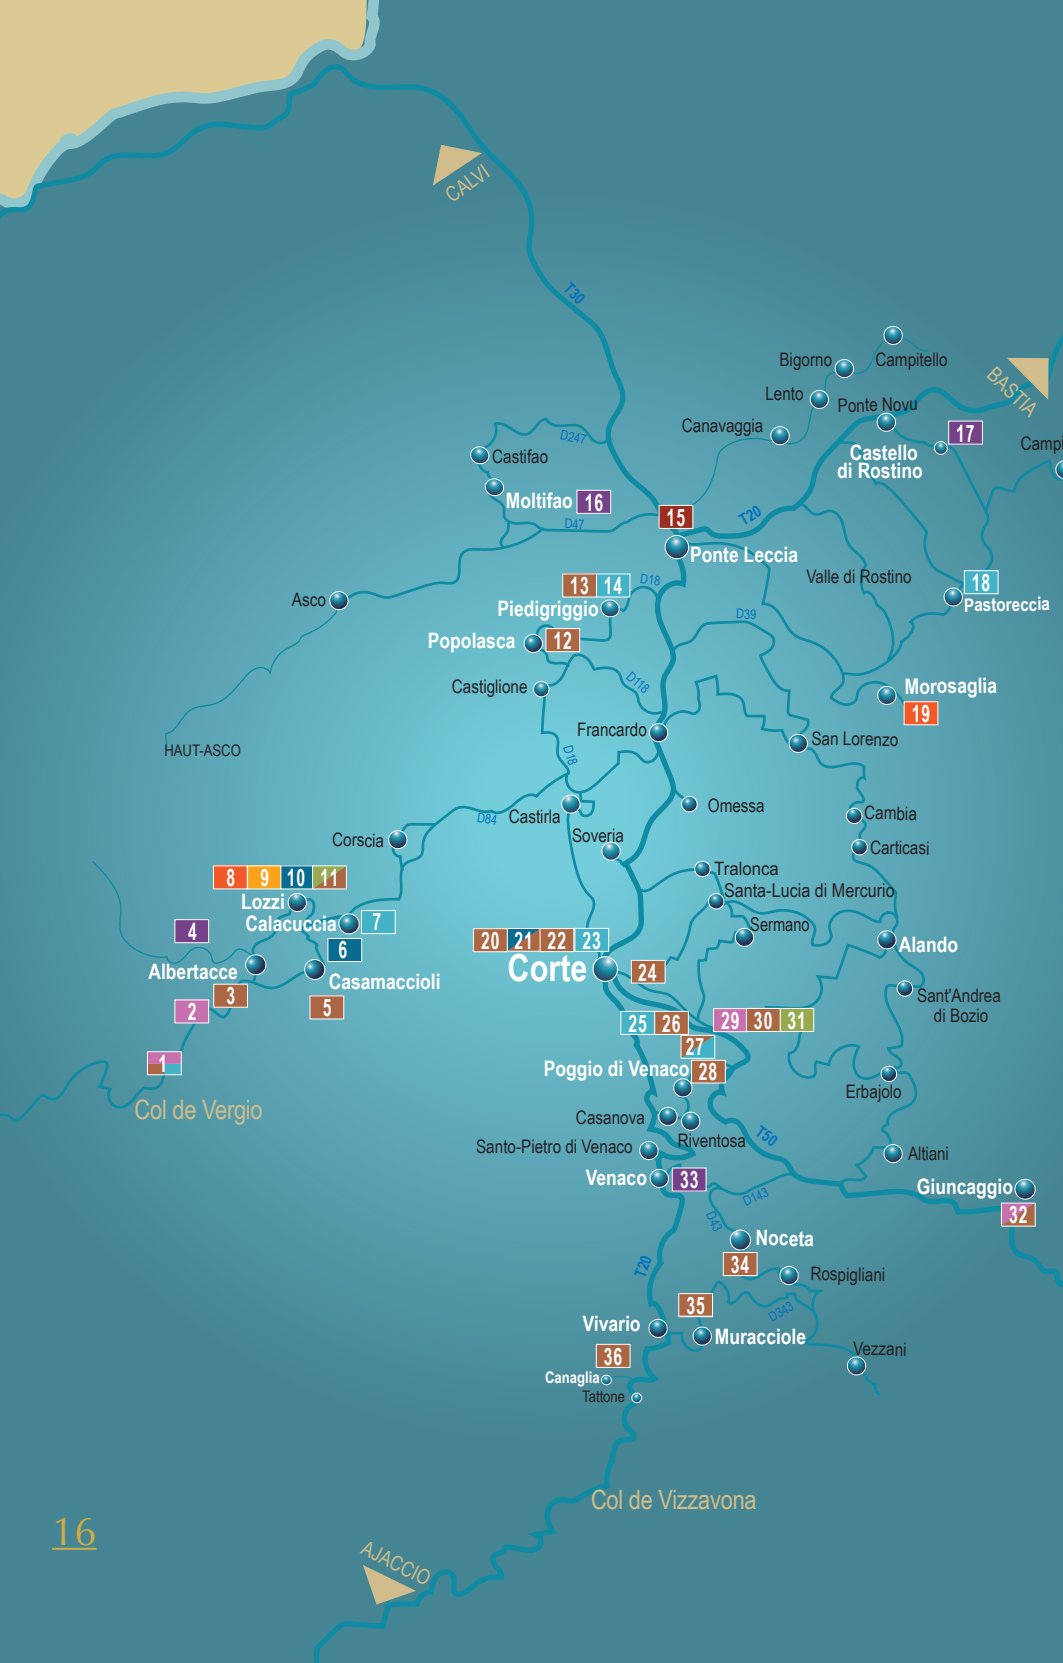 CALVI
T30
Bigorno
Campitello
BASTIA
Lento
Ponte Novu
Canavaggia
17
Castello
di Rostino
D247
Castifao
Moltifao
16
15
T20
D47
Ponte Leccia
Asco
13
14
D18
Valle di Rostino
18
Pastoreccia
Piedigriggio
D39
Popolasca
12
Castiglione
D118
Morosaglia
19
HAUT-ASCO
Francardo
San Lorenzo
D18
Omessa
D84
Castirla
Cambia
Corscia
Soveria
Carticasi
8
9
10
11
Tralonca
Lozzi
Santa-Lucia di Mercurio
Calacuccia
7
4
6
20
21
22
23
Sermano
Alando
Albertacce
Casamaccioli
Corte
24
3
5
Sant'Andrea
di Bozio
2
25
26
29
30
31
27
1
Poggio di Venaco
28
Erbajolo
Col de Vergio
Casanova
Riventosa
T50
Santo-Pietro di Venaco
Altiani
Venaco
33
D143
Giuncaggio
32
D43
Noceta
34
T20
Rospigliani
35
D343
Vivario
Muracciole
36
Vezzani
Canaglia
Tattone
Col de Vizzavona
16
AJACCIO